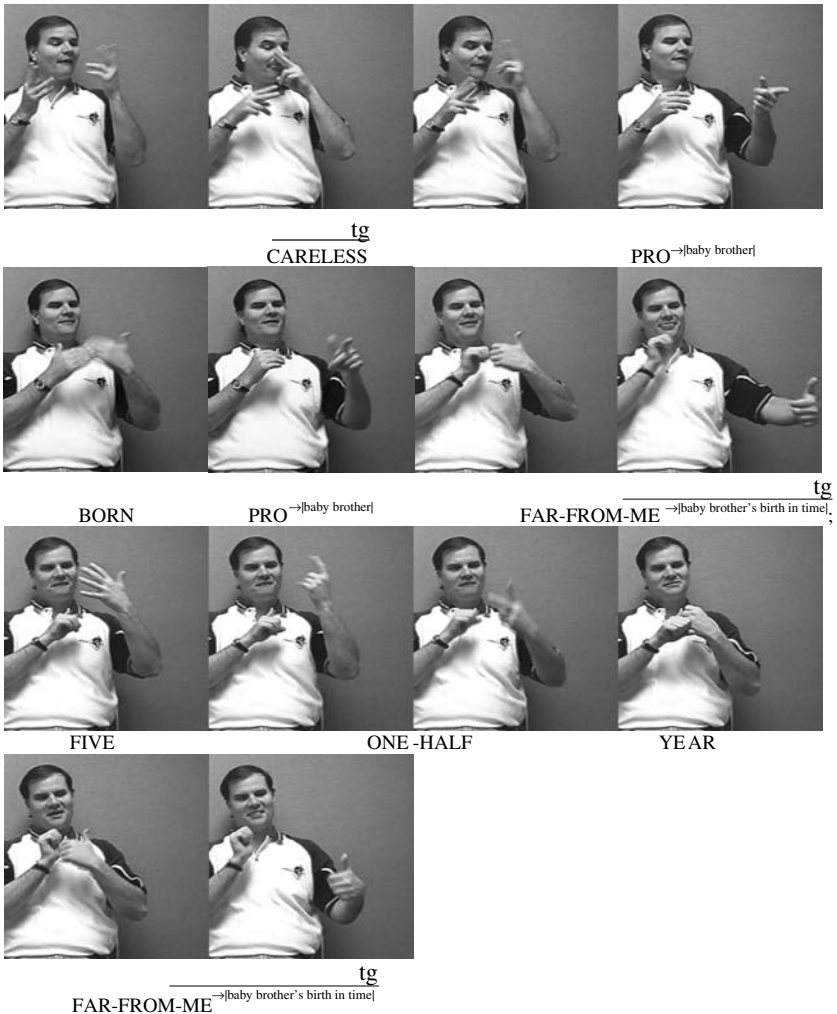 tg
CARELESS PRO→|baby brother|
BORN PRO→|baby brother| tg
FAR-FROM-ME→|baby brother's birth in time|;
FIVE ONE-HALF YEAR
tg
FAR-FROM-ME→|baby brother's birth in time|